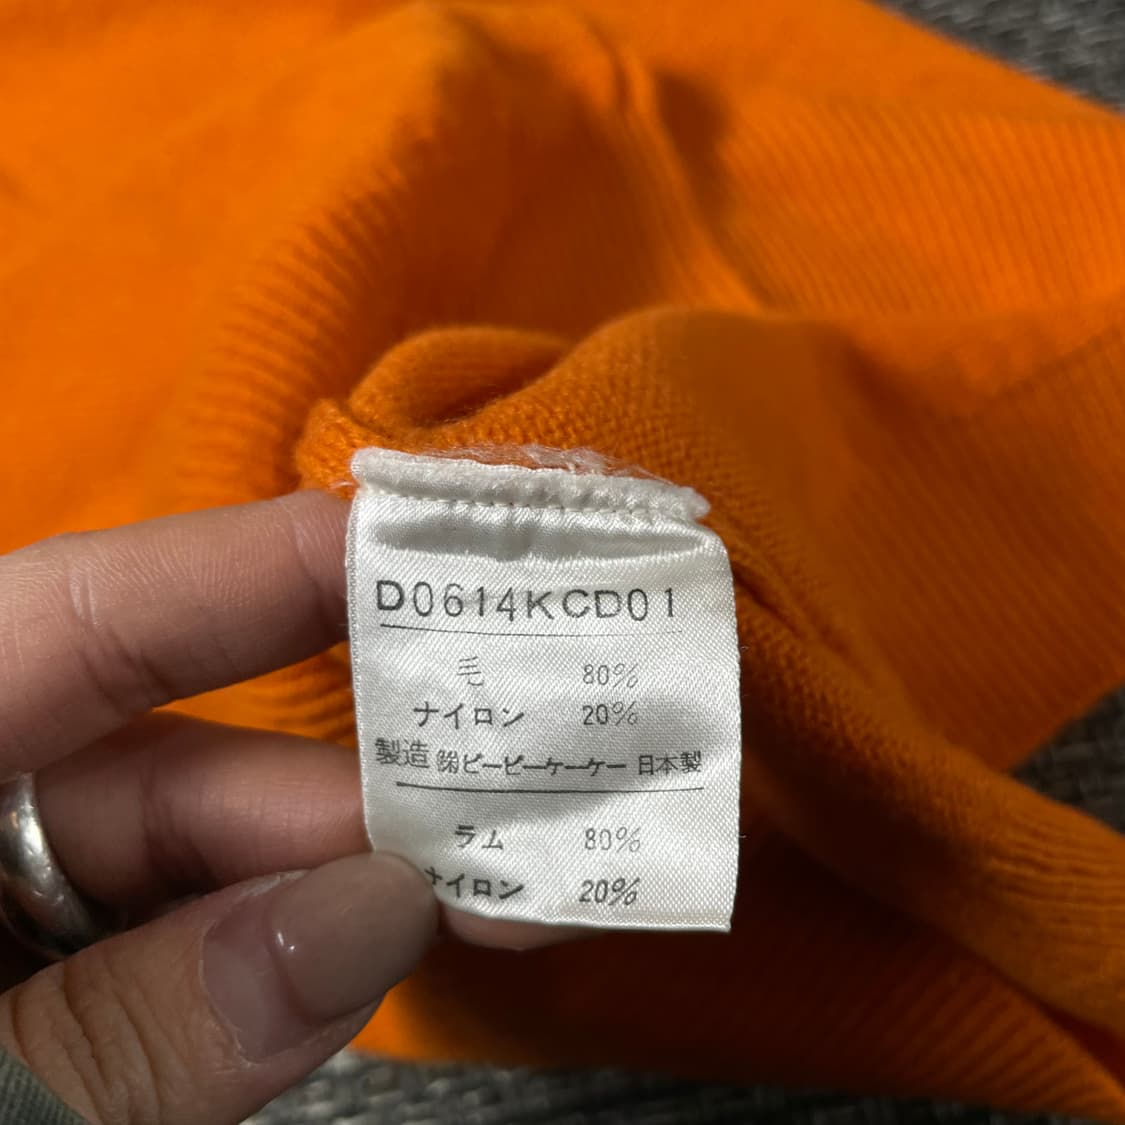 D0614KCD01
毛 80%
ナイロン 20%
製造 ㈱ピーピーケーケー 日本製
ラム 80%
ナイロン 20%